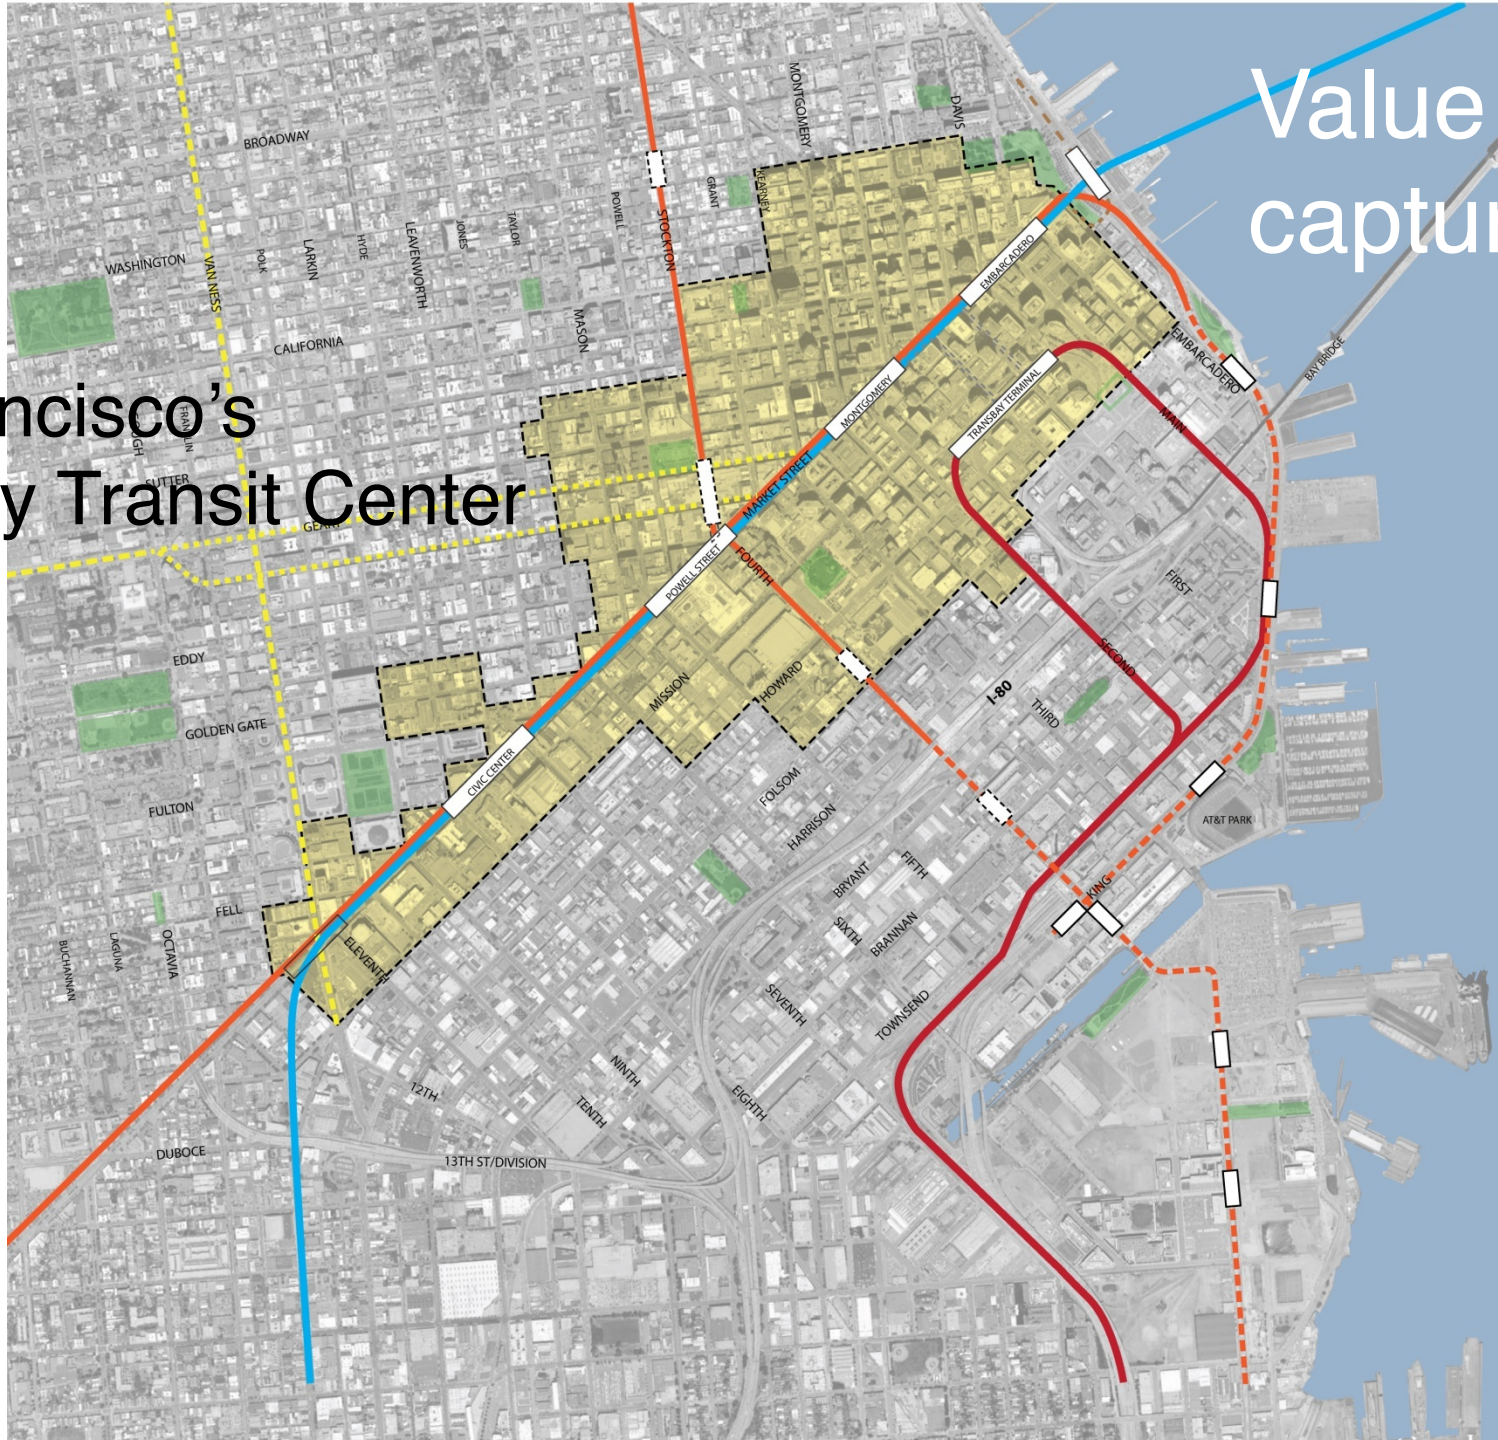 Value
captur
ncisco’s
y Transit Center
BROADWAY
WASHINGTON
CALIFORNIA
SUTTER
GEARY
EDDY
GOLDEN GATE
FULTON
FELL
DUBOCE
13TH ST/DIVISION
VAN NESS
POLK
LARKIN
HYDE
LEAVENWORTH
JONES
TAYLOR
MASON
POWELL
STOCKTON
GRANT
KEARNEY
MONTGOMERY
DAVIS
FRANKLIN
BUCHANNAN
LAGUNA
OCTAVIA
EMBARCADERO
MONTGOMERY
TRANSBAY TERMINAL
MARKET STREET
POWELL STREET
CIVIC CENTER
EMBARCADERO
BAY BRIDGE
MAIN
FIRST
SECOND
THIRD
I-80
FOURTH
MISSION
HOWARD
FOLSOM
HARRISON
BRYANT
BRANNAN
TOWNSEND
KING
AT&T PARK
FIFTH
SIXTH
SEVENTH
EIGHTH
NINTH
TENTH
ELEVENTH
12TH